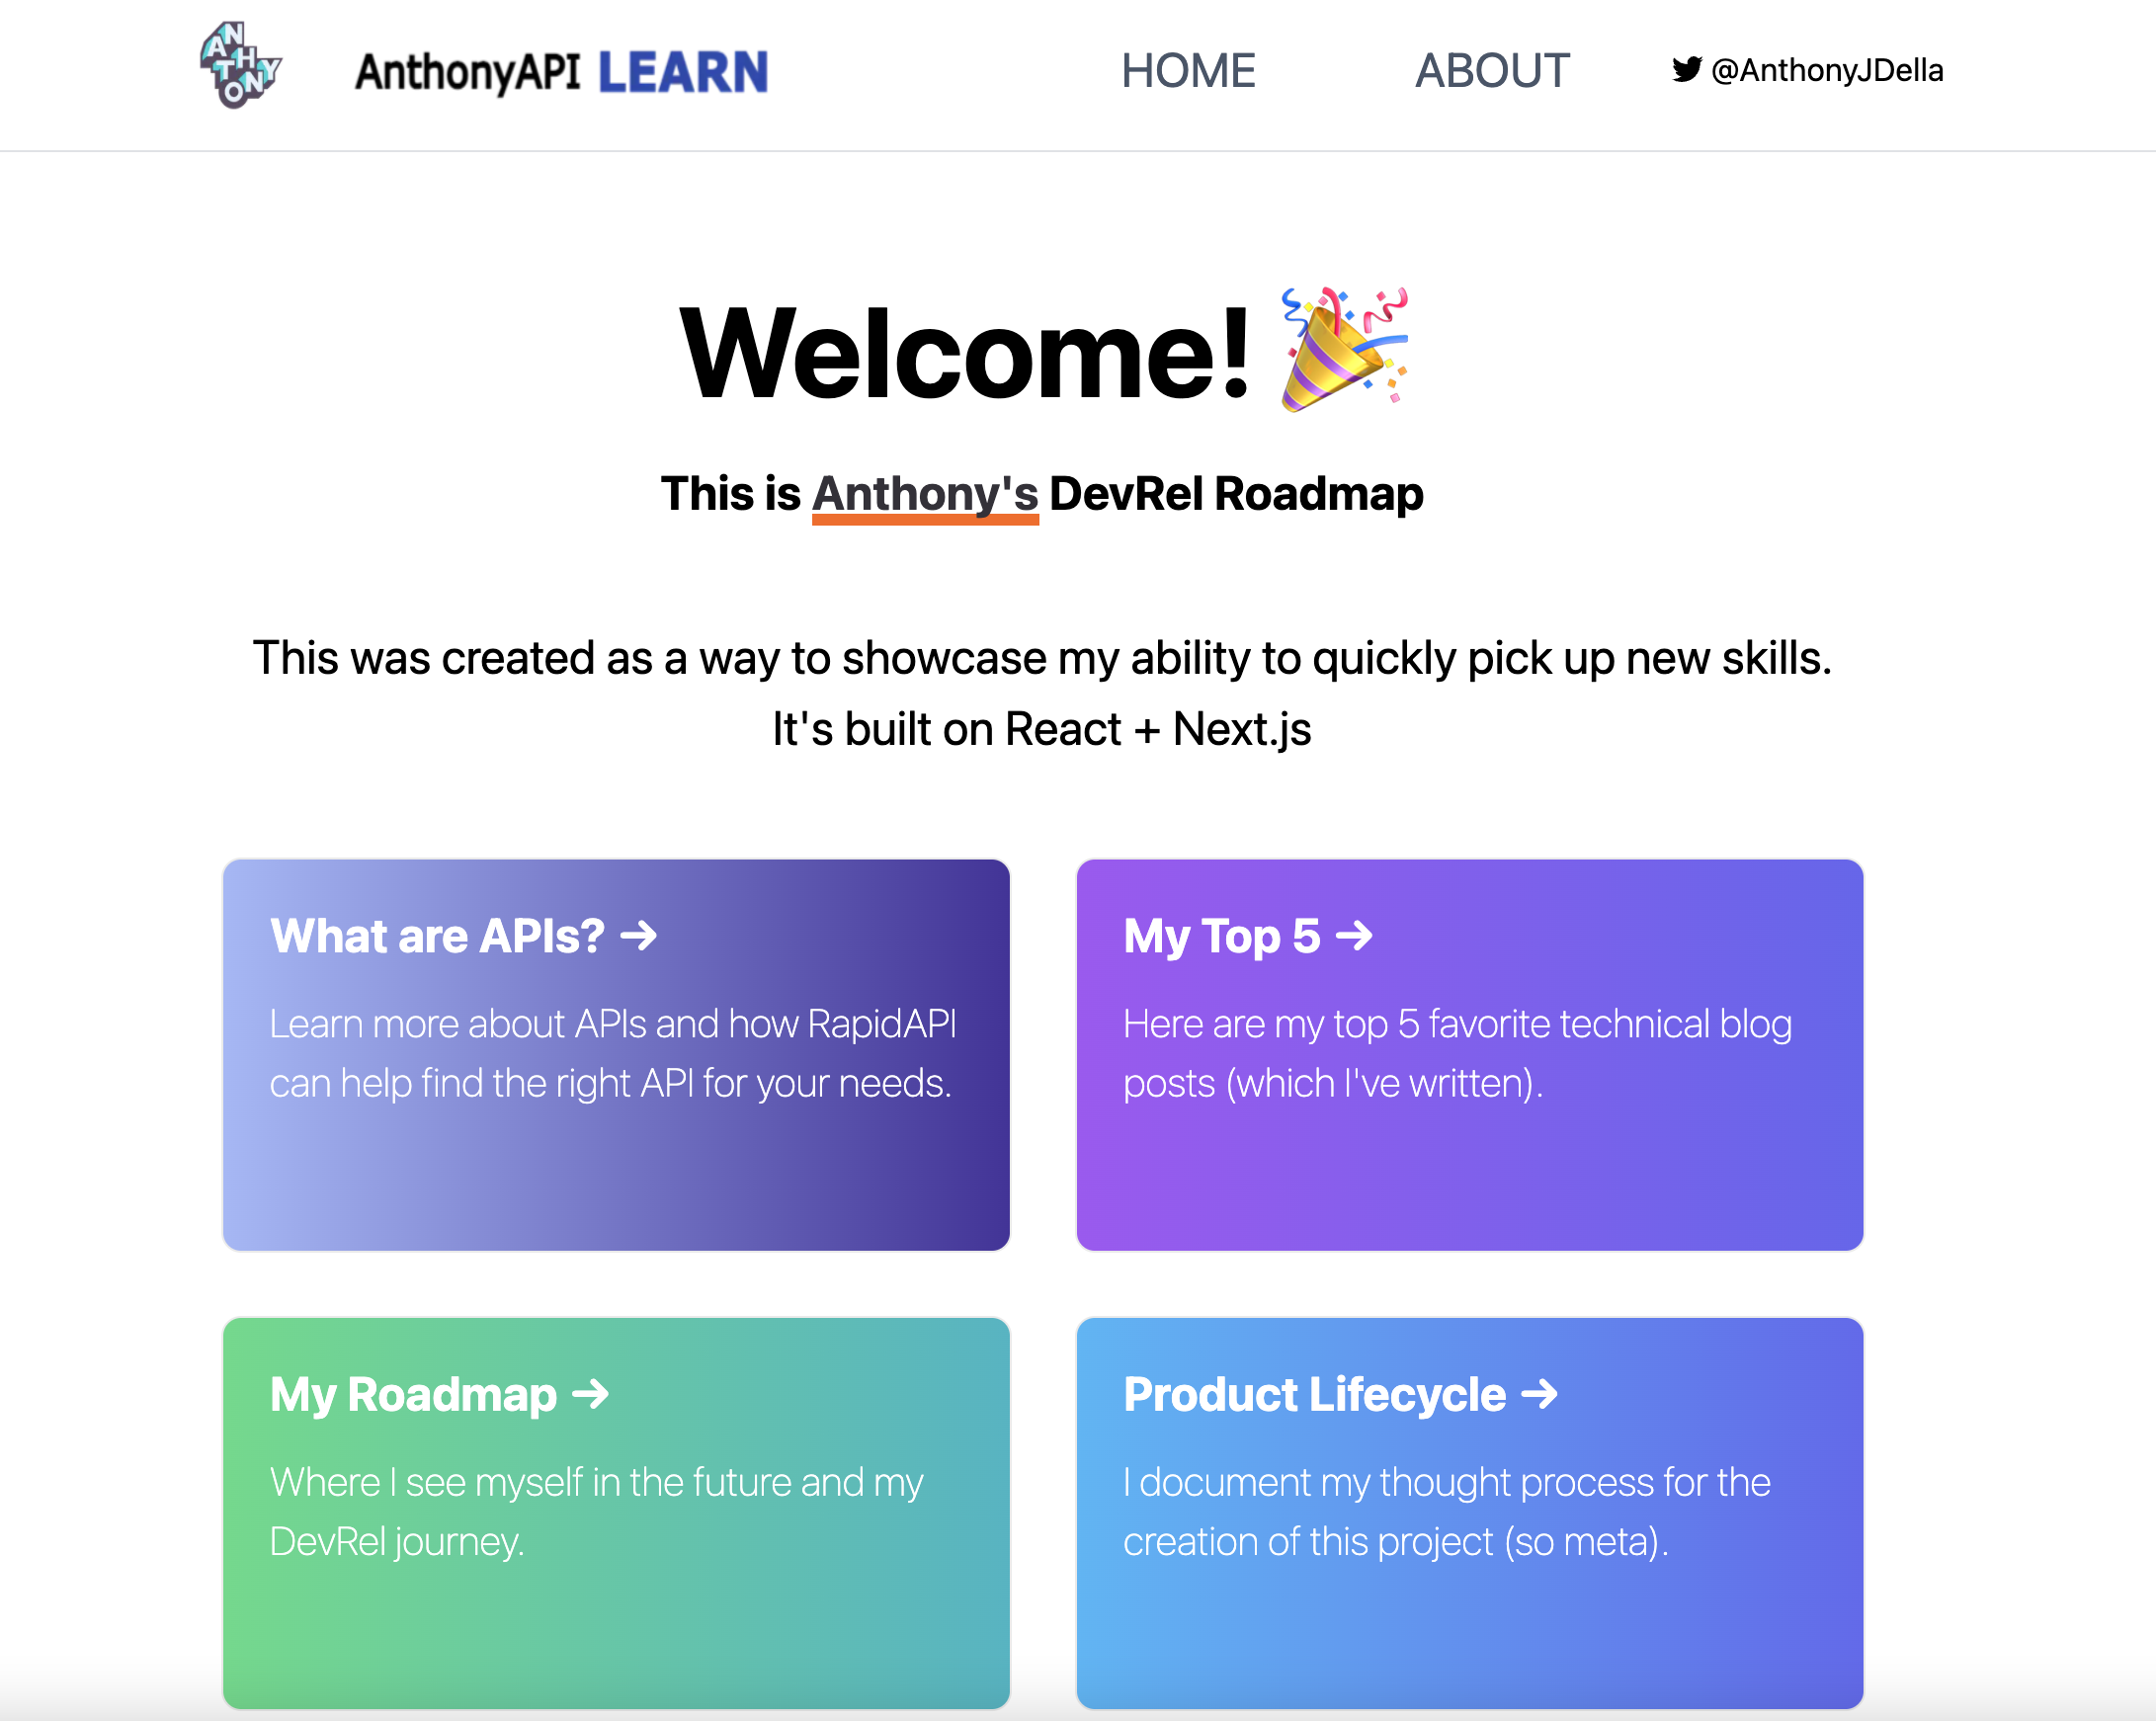 ANTHONY
AnthonyAPI LEARN
HOME
ABOUT
@AnthonyJDella
Welcome! 🎉
This is Anthony's DevRel Roadmap
This was created as a way to showcase my ability to quickly pick up new skills.
It's built on React + Next.js
What are APIs? →
Learn more about APIs and how RapidAPI
can help find the right API for your needs.
My Top 5 →
Here are my top 5 favorite technical blog
posts (which I've written).
My Roadmap →
Where I see myself in the future and my
DevRel journey.
Product Lifecycle →
I document my thought process for the
creation of this project (so meta).